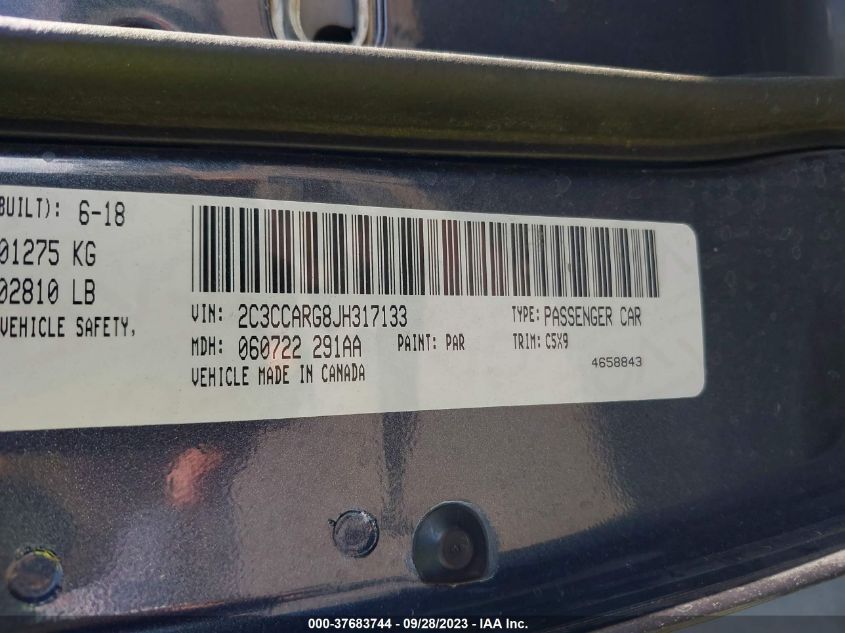 BUILT): 6-18
01275 KG
02810 LB
VEHICLE SAFETY,
VIN: 2C3CCARG8JH317133 TYPE: PASSENGER CAR
MDH: 060722 291AA PAINT: PAR TRIM: C5X9
VEHICLE MADE IN CANADA 4658843
000-37683744 - 09/28/2023 - IAA Inc.